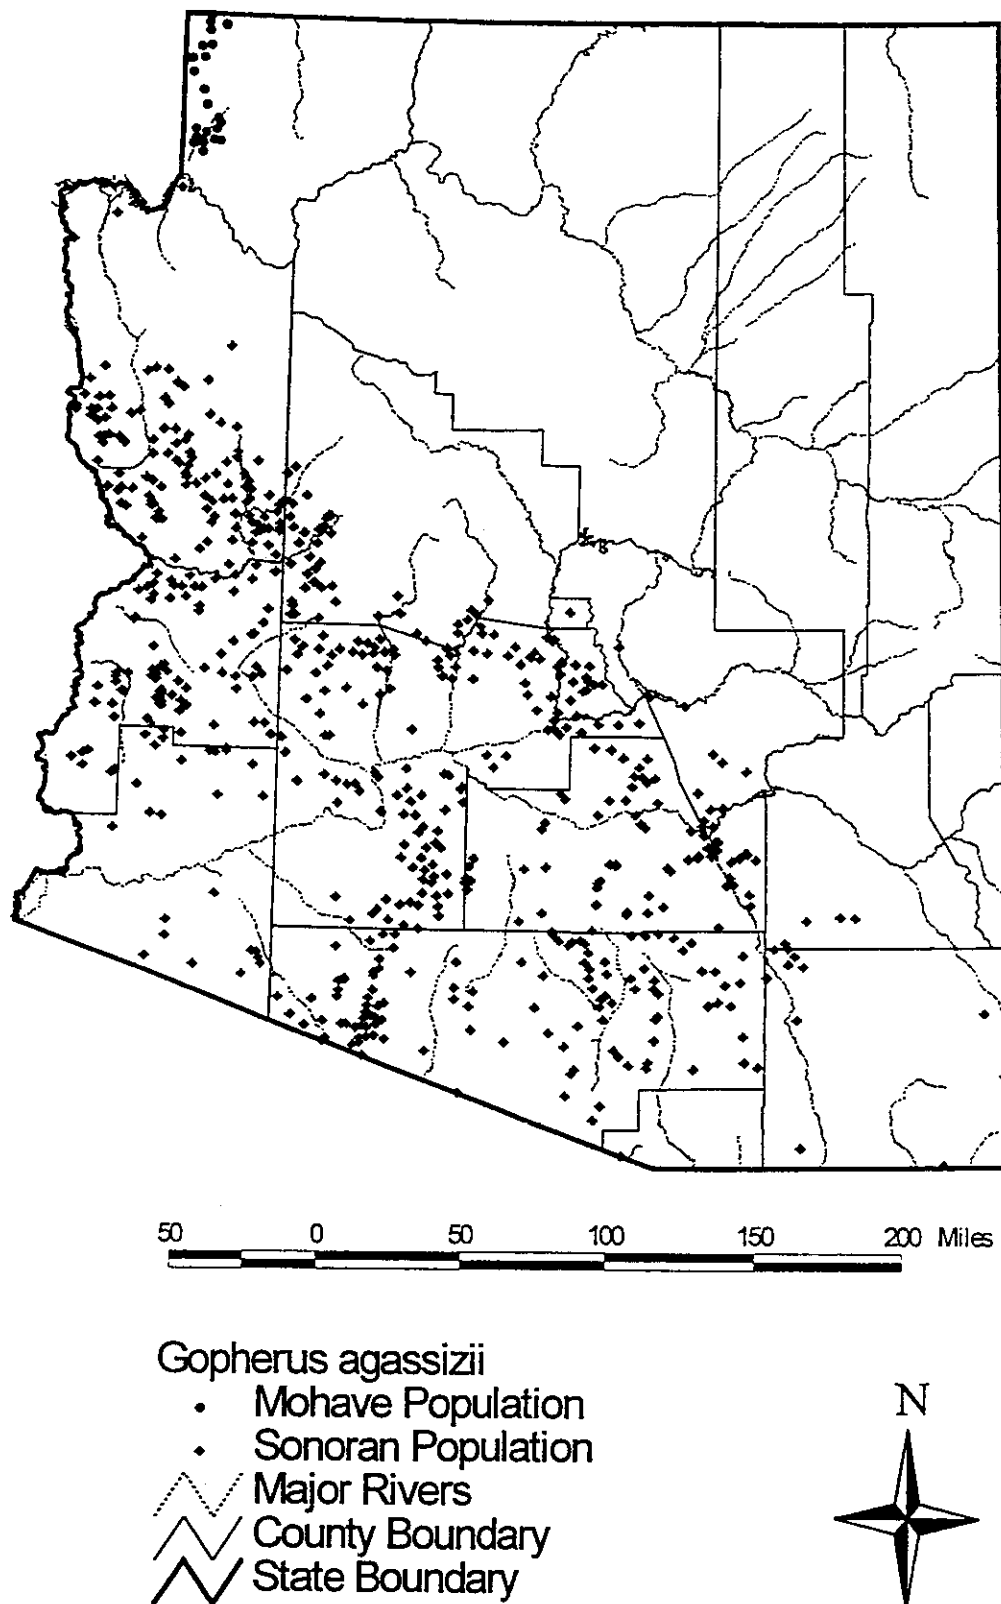 50 0 50 100 150 200 Miles
Gopherus agassizii
Mohave Population
Sonoran Population
Major Rivers
County Boundary
State Boundary
N